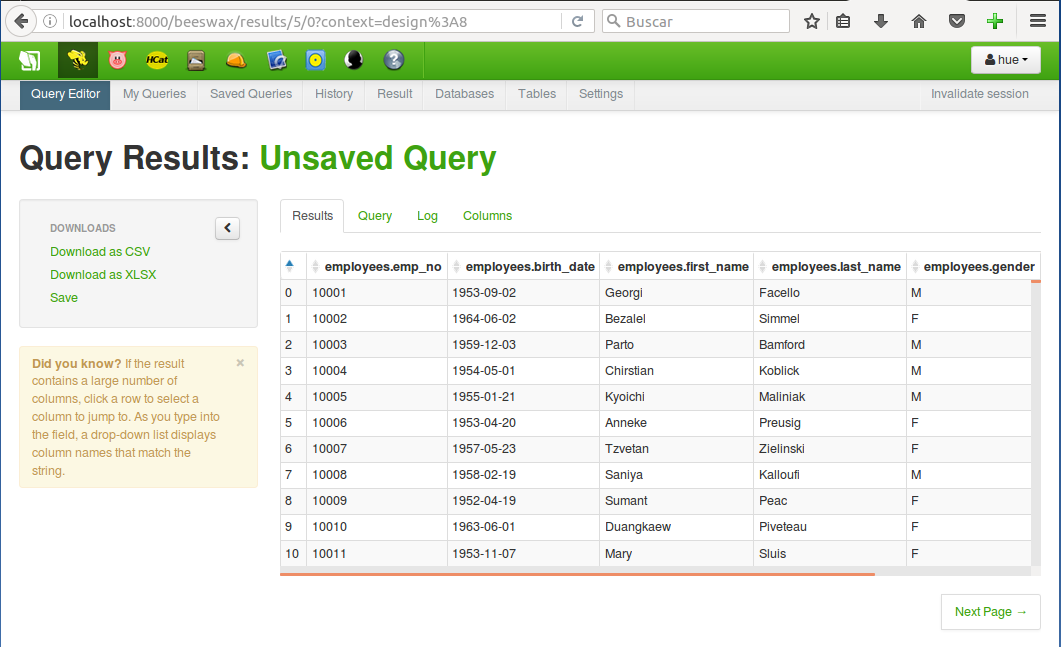 localhost:8000/beeswax/results/5/0?context=design%3A8
Buscar
HCat
hue
Query Editor My Queries Saved Queries History Result Databases Tables Settings Invalidate session
Query Results: Unsaved Query
DOWNLOADS
Download as CSV
Download as XLSX
Save
Did you know? If the result
contains a large number of
columns, click a row to select a
column to jump to. As you type into
the field, a drop-down list displays
column names that match the
string.
×
Results Query Log Columns
employees.emp_no employees.birth_date employees.first_name employees.last_name employees.gender
0 10001 1953-09-02 Georgi Facello M
1 10002 1964-06-02 Bezalel Simmel F
2 10003 1959-12-03 Parto Bamford M
3 10004 1954-05-01 Chirstian Koblick M
4 10005 1955-01-21 Kyoichi Maliniak M
5 10006 1953-04-20 Anneke Preusig F
6 10007 1957-05-23 Tzvetan Zielinski F
7 10008 1958-02-19 Saniya Kalloufi M
8 10009 1952-04-19 Sumant Peac F
9 10010 1963-06-01 Duangkaew Piveteau F
10 10011 1953-11-07 Mary Sluis F
Next Page →